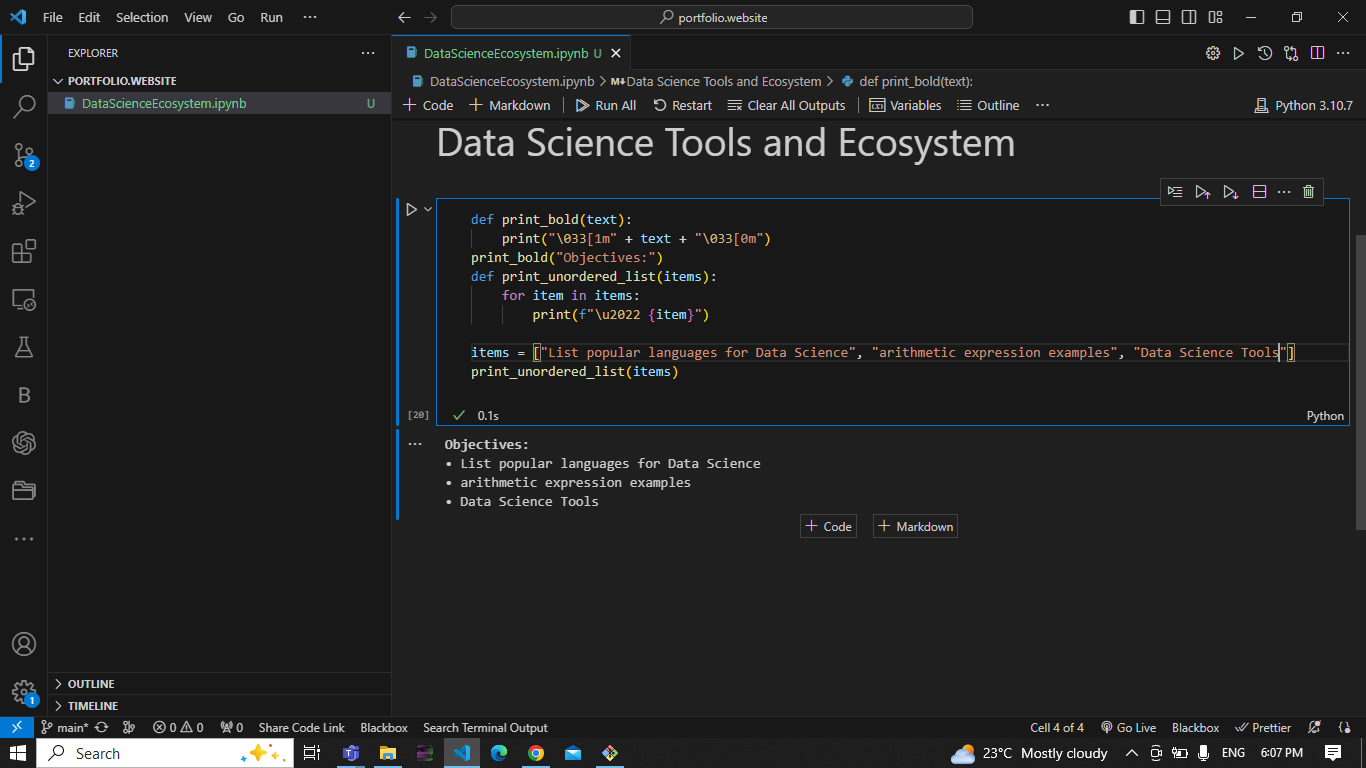 File Edit Selection View Go Run ··· portfolio.website
EXPLORER ···
PORTFOLIO.WEBSITE
DataScienceEcosystem.ipynb U
DataScienceEcosystem.ipynb U
DataScienceEcosystem.ipynb > M↓Data Science Tools and Ecosystem > def print_bold(text):
Code Markdown Run All Restart Clear All Outputs Variables Outline ··· Python 3.10.7
Data Science Tools and Ecosystem
def print_bold(text):
print("\033[1m" + text + "\033[0m")
print_bold("Objectives:")
def print_unordered_list(items):
for item in items:
print(f"\u2022 {item}")
items = ["List popular languages for Data Science", "arithmetic expression examples", "Data Science Tools"]
print_unordered_list(items)
[20] 0.1s Python
··· Objectives:
• List popular languages for Data Science
• arithmetic expression examples
• Data Science Tools
Code Markdown
2
B
1
OUTLINE
TIMELINE
main* 0 0 0 Share Code Link Blackbox Search Terminal Output Cell 4 of 4 Go Live Blackbox Prettier
Search 23°C Mostly cloudy ENG 6:07 PM